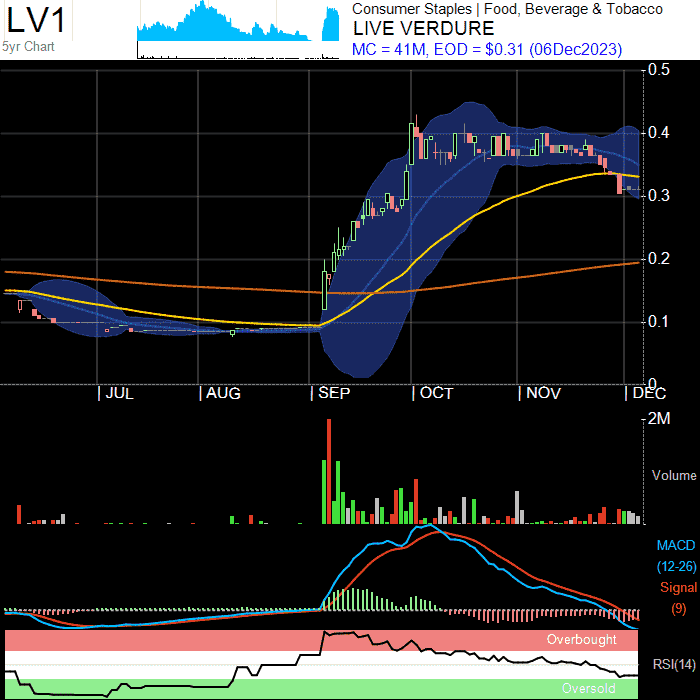 LV1
5yr Chart
Consumer Staples | Food, Beverage & Tobacco
LIVE VERDURE
MC = 41M, EOD = $0.31 (06Dec2023)
0.5
0.4
0.3
0.2
0.1
0
| JUL | AUG | SEP | OCT | NOV | DEC
2M
Volume
MACD
(12-26)
Signal
(9)
Overbought
RSI(14)
Oversold